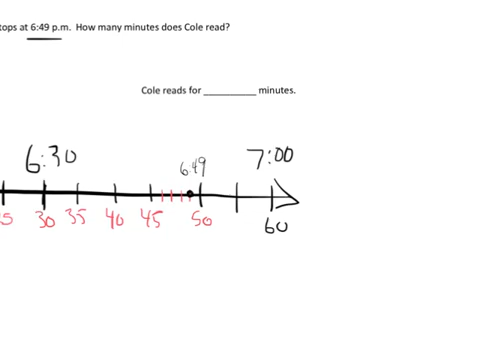 tops at 6:49 p.m. How many minutes does Cole read?
Cole reads for __________ minutes.
6:30 6:49 7:00
5 30 35 40 45 50 60